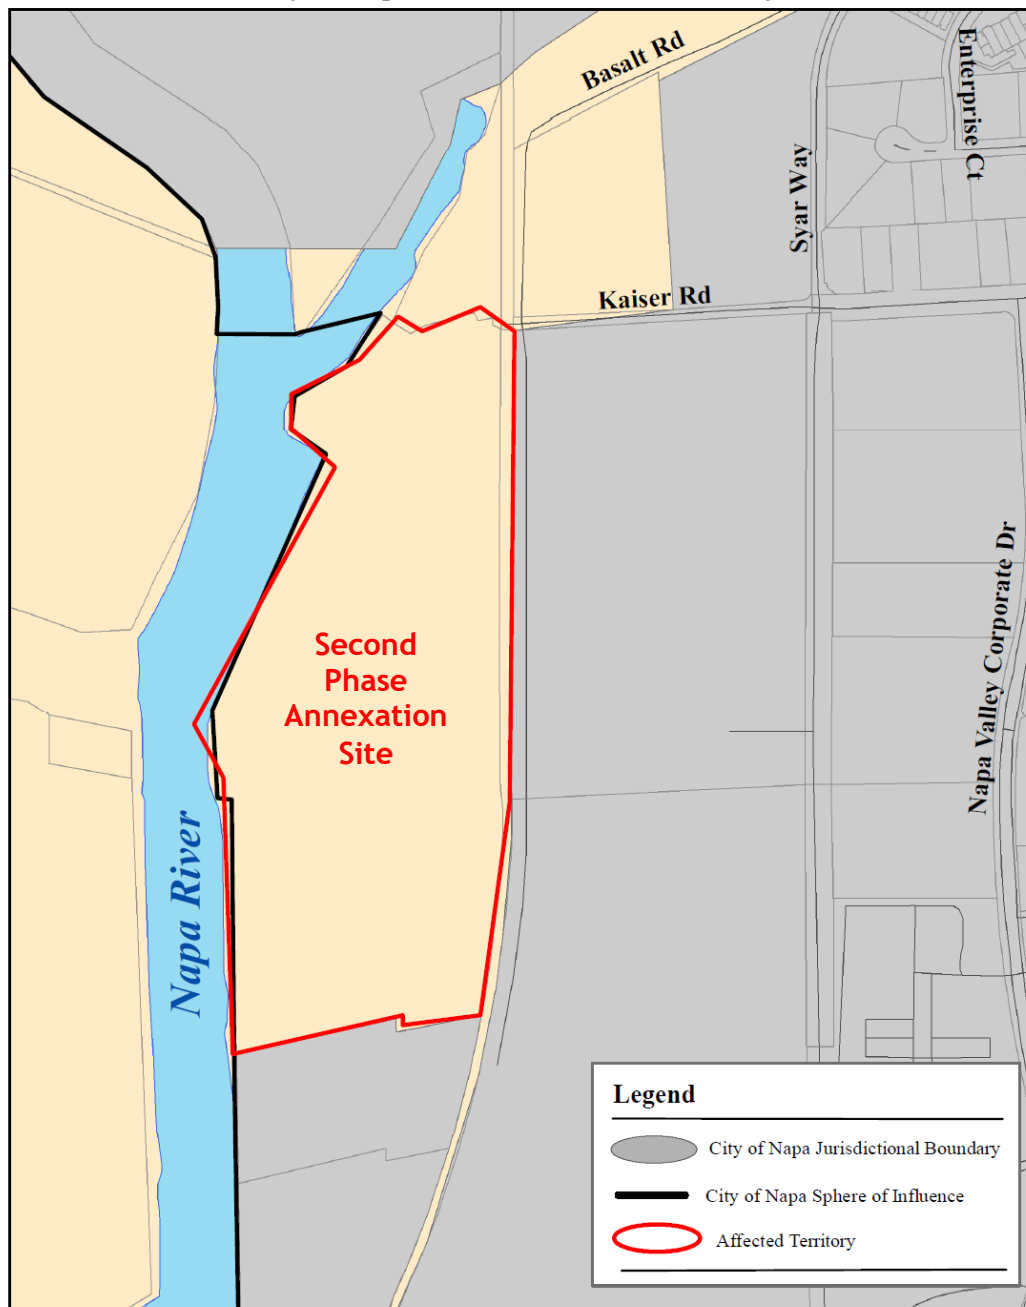 Basalt Rd
Enterprise Ct
Syar Way
Kaiser Rd
Second
Phase
Annexation
Site
Napa Valley Corporate Dr
Napa River
Legend
City of Napa Jurisdictional Boundary
City of Napa Sphere of Influence
Affected Territory